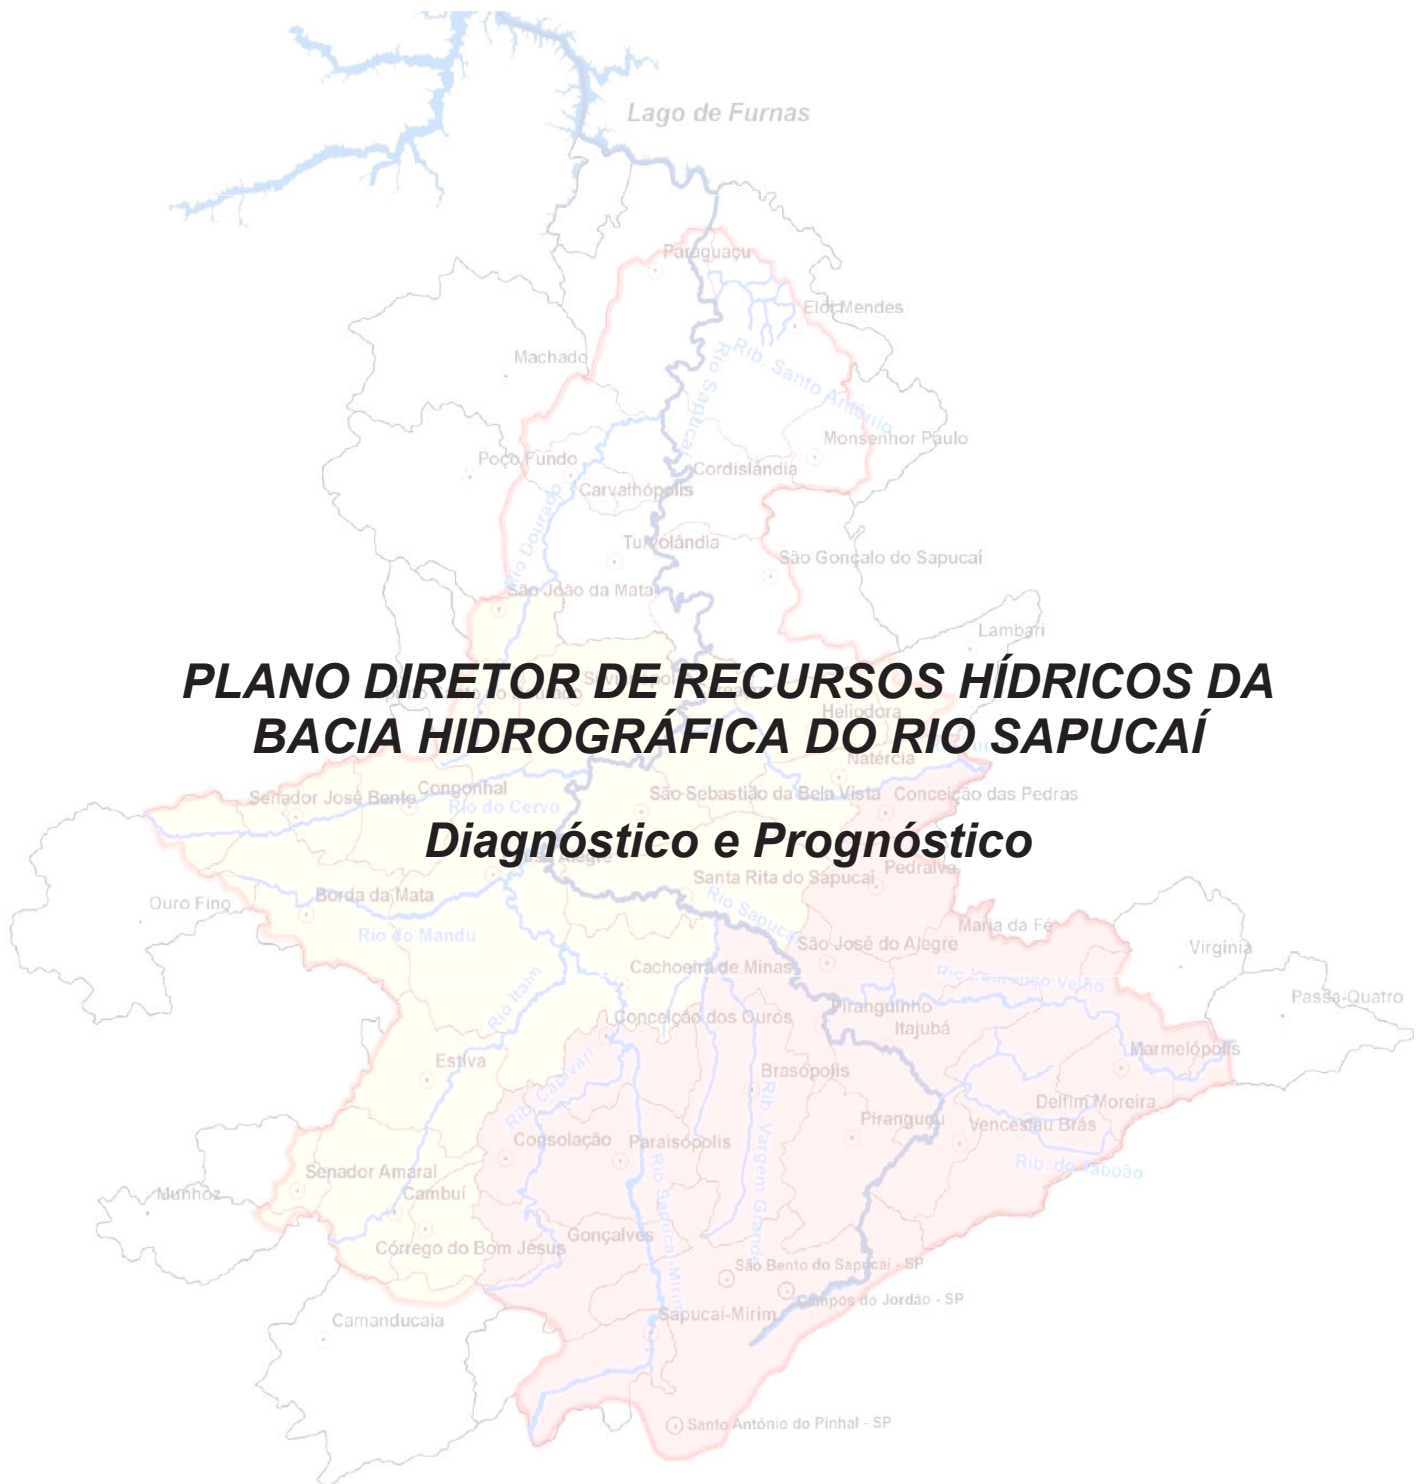 Lago de Furnas
Paraguaçu
Elói Mendes
Machado
Rio Sapucaí
Rib. Santo Antônio
Monsenhor Paulo
Poço Fundo
Cordislândia
Carvalhópolis
Rio Dourado
Turvolândia
São Gonçalo do Sapucaí
São João da Mata
Lambari
PLANO DIRETOR DE RECURSOS HÍDRICOS DA
BACIA HIDROGRÁFICA DO RIO SAPUCAÍ
Heliodora
Natércia
Senador José Bento
Congonhal
Rio do Cervo
São Sebastião da Bela Vista
Conceição das Pedras
Diagnóstico e Prognóstico
Alegre
Santa Rita do Sapucaí
Pedralva
Ouro Fino
Borda da Mata
Rio do Mandu
Rio Sapucaí
Maria da Fé
São José do Alegre
Virgínia
Cachoeira de Minas
Rio Lourenço Velho
Passa-Quatro
Rio Itaim
Conceição dos Ouros
Piranguinho
Itajubá
Marmelópolis
Estiva
Rib. Capivari
Brasópolis
Delfim Moreira
Piranguçu
Venceslau Brás
Consolação
Paraisópolis
Rib. Vargem Grande
Rib. do Taboão
Senador Amaral
Munhoz
Cambuí
Rio Sapucaí-Mirim
Gonçalves
Córrego do Bom Jesus
São Bento do Sapucaí - SP
Campos do Jordão - SP
Camanducaia
Sapucaí-Mirim
Santo Antônio do Pinhal - SP